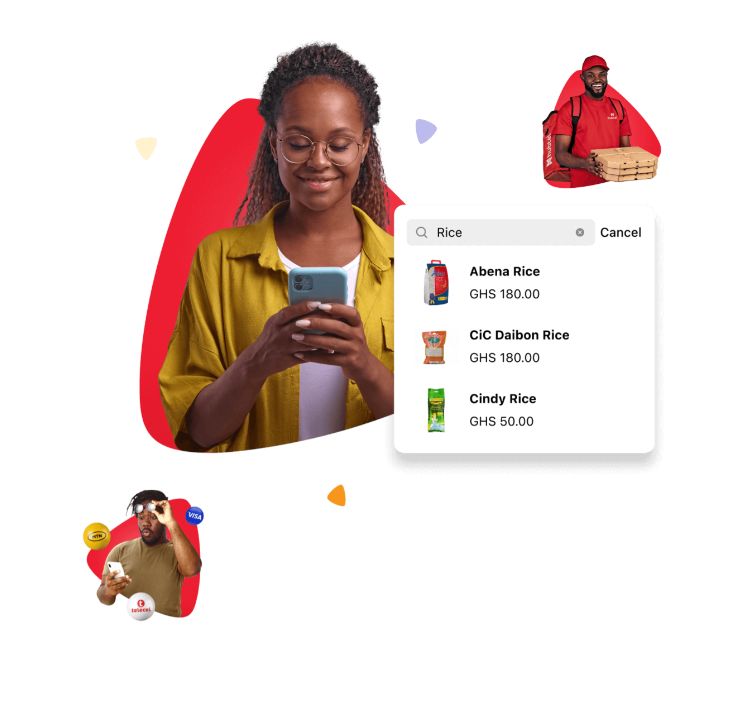 Rice
Cancel
Abena Rice
GHS 180.00
CiC Daibon Rice
GHS 180.00
Cindy Rice
GHS 50.00
VISA
MTN
telecel